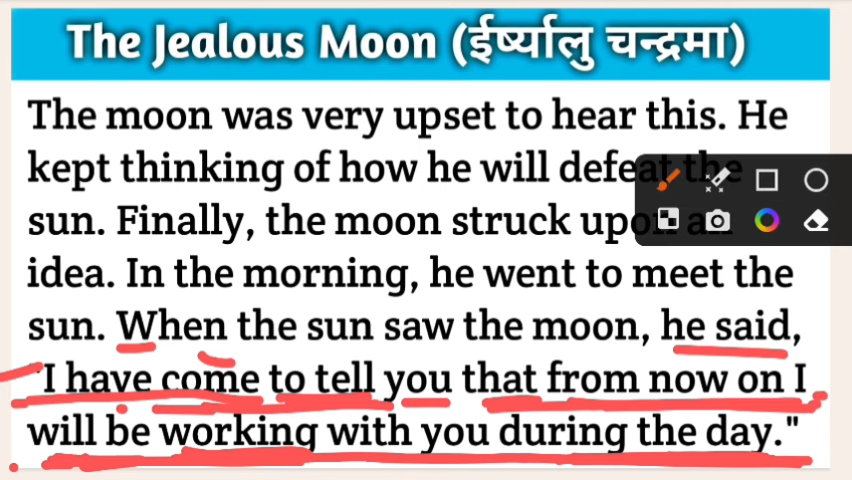 The Jealous Moon (ईर्ष्यालु चन्द्रमा)
The moon was very upset to hear this. He
kept thinking of how he will defeat the
sun. Finally, the moon struck upon an
idea. In the morning, he went to meet the
sun. When the sun saw the moon, he said,
"I have come to tell you that from now on I
will be working with you during the day."